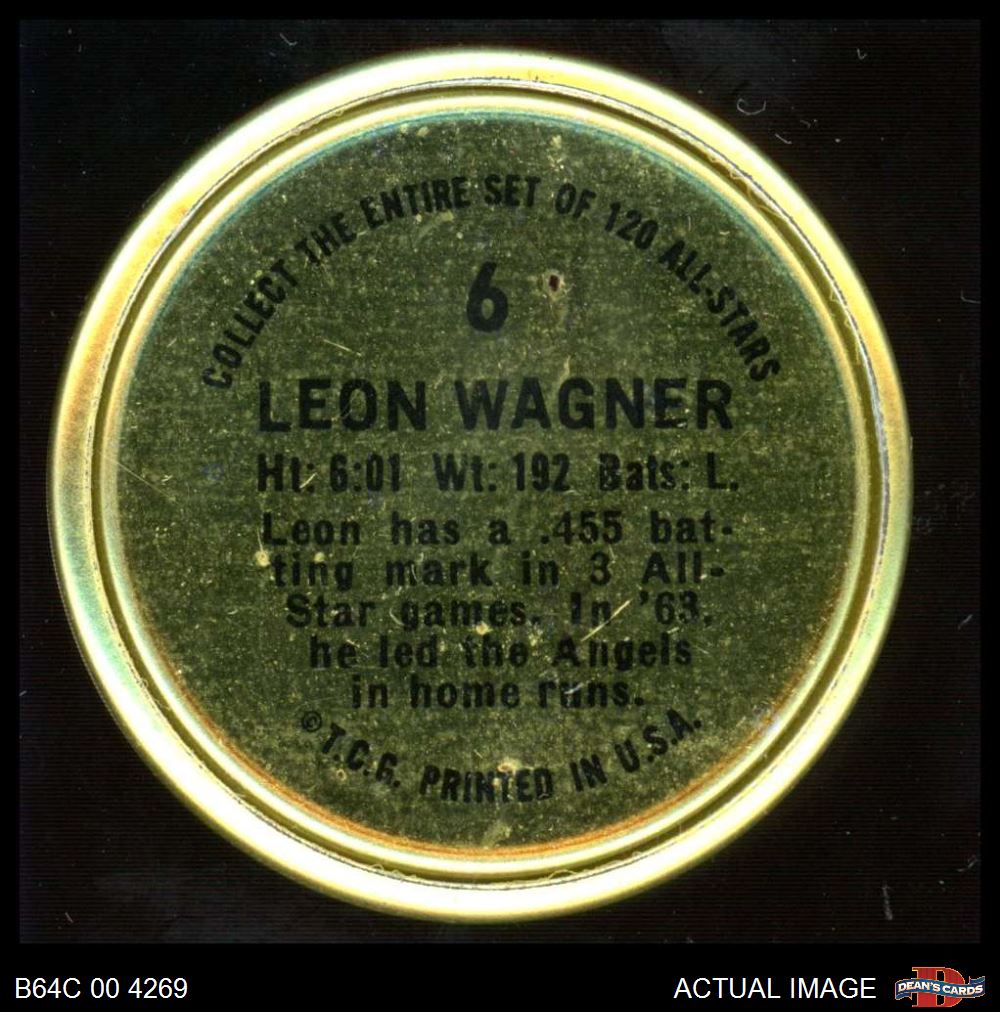 COLLECT THE ENTIRE SET OF 120 ALL-STARS
6
LEON WAGNER
Ht: 6:01 Wt: 192 Bats: L.
Leon has a .455 bat-
ting mark in 3 All-
Star games. In '63,
he led the Angels
in home runs.
© T.C.G. PRINTED IN U.S.A.
B64C 00 4269
ACTUAL IMAGE
DEAN'S CARDS